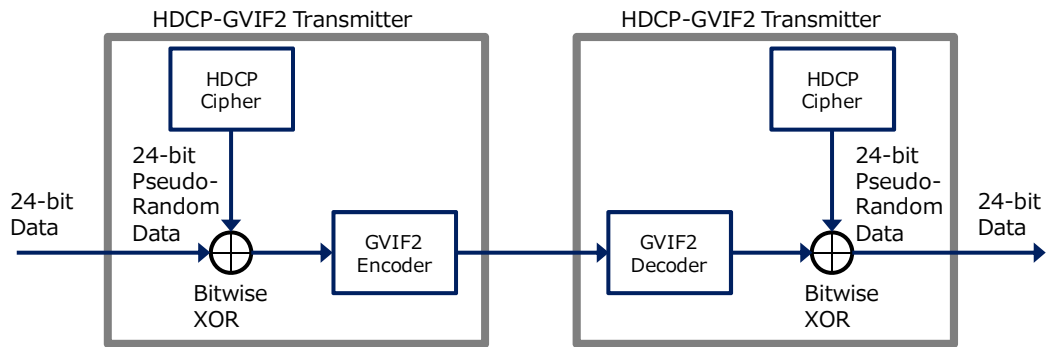 HDCP-GVIF2 Transmitter
HDCP
Cipher
24-bit
Pseudo-
Random
Data
24-bit
Data
Bitwise
XOR
GVIF2
Encoder
HDCP-GVIF2 Transmitter
HDCP
Cipher
GVIF2
Decoder
24-bit
Pseudo-
Random
Data
Bitwise
XOR
24-bit
Data